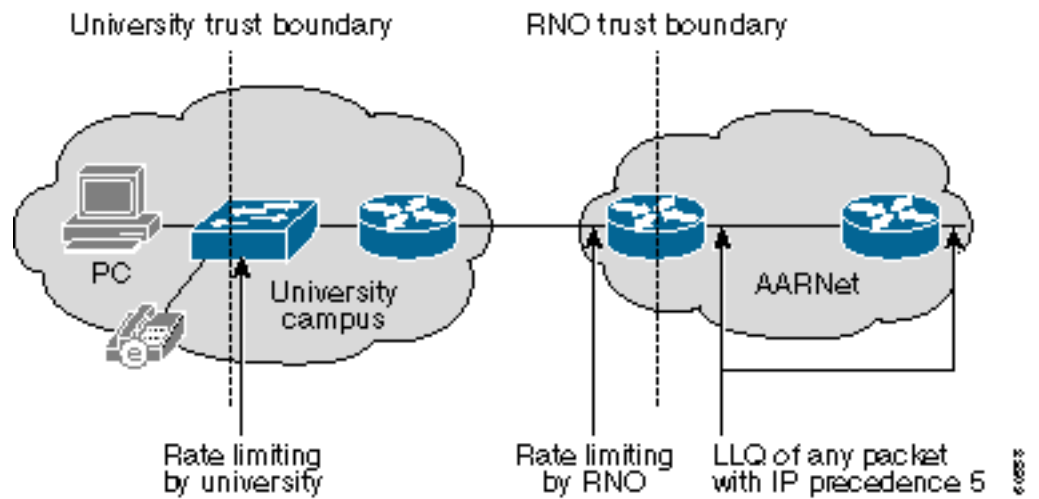 University trust boundary
RNO trust boundary
PC
University
campus
AARNet
e
Rate limiting
by university
Rate limiting
by RNO
LLQ of any packet
with IP precedence 5